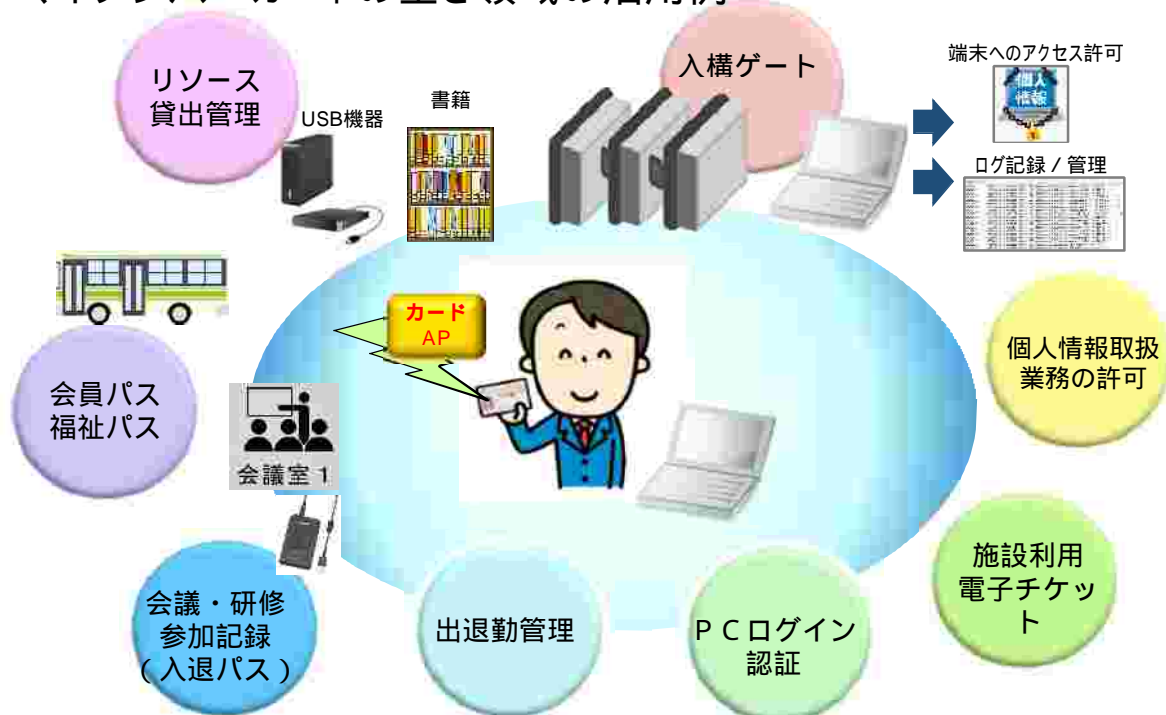 リソース
貸出管理
USB機器
書籍
入構ゲート
端末へのアクセス許可
個人
情報
ログ記録 / 管理
カード
AP
会員パス
福祉パス
会議室1
個人情報取扱
業務の許可
会議・研修
参加記録
(入退パス)
出退勤管理
PCログイン
認証
施設利用
電子チケッ
ト